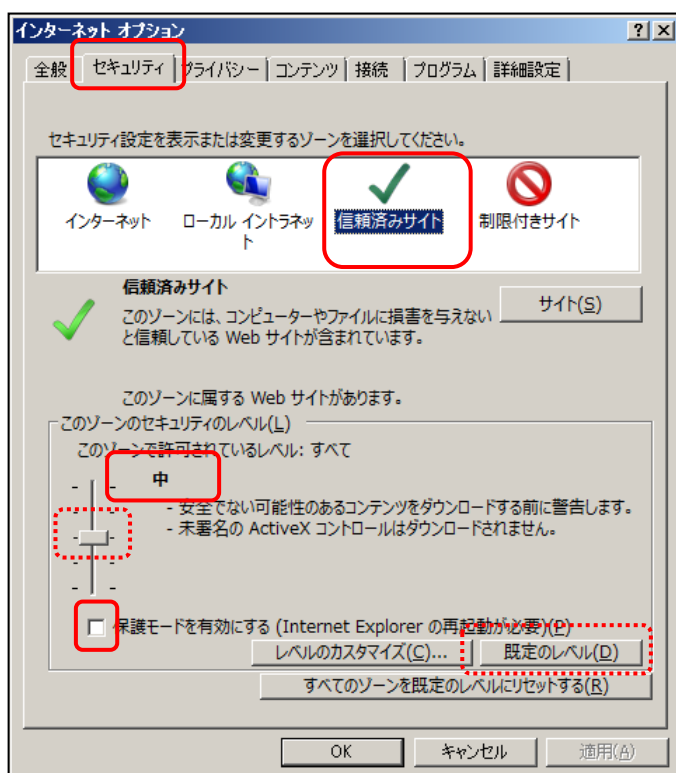 インターネット オプション
全般 セキュリティ プライバシー コンテンツ 接続 プログラム 詳細設定
セキュリティ設定を表示または変更するゾーンを選択してください。
インターネット ローカル イントラネッ 信頼済みサイト 制限付きサイト
ト
信頼済みサイト
このゾーンには、コンピューターやファイルに損害を与えない
と信頼している Web サイトが含まれています。
サイト(S)
このゾーンに属する Web サイトがあります。
このゾーンのセキュリティのレベル(L)
このゾーンで許可されているレベル: すべて
中
- 安全でない可能性のあるコンテンツをダウンロードする前に警告します。
- 未署名の ActiveX コントロールはダウンロードされません。
保護モードを有効にする (Internet Explorer の再起動が必要)(P)
レベルのカスタマイズ(C)... 既定のレベル(D)
すべてのゾーンを既定のレベルにリセットする(R)
OK キャンセル 適用(A)